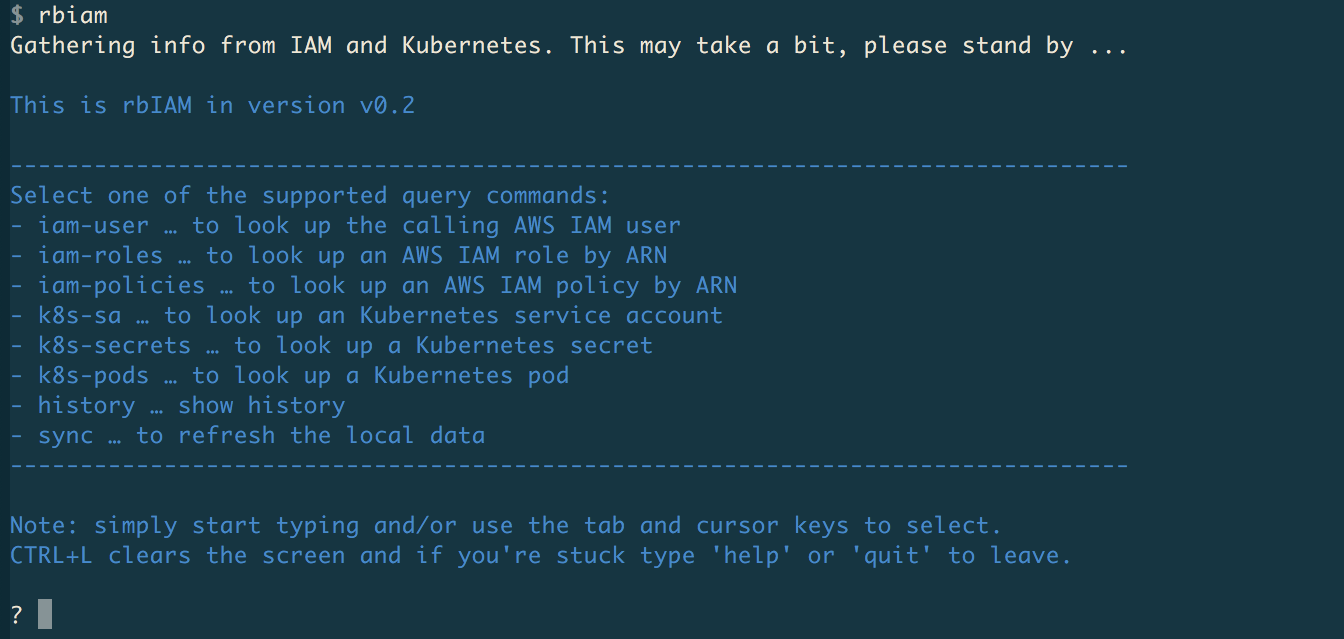 $ rbiam
Gathering info from IAM and Kubernetes. This may take a bit, please stand by ...
This is rbIAM in version v0.2
--------------------------------------------------------------------------------
Select one of the supported query commands:
- iam-user … to look up the calling AWS IAM user
- iam-roles … to look up an AWS IAM role by ARN
- iam-policies … to look up an AWS IAM policy by ARN
- k8s-sa … to look up an Kubernetes service account
- k8s-secrets … to look up a Kubernetes secret
- k8s-pods … to look up a Kubernetes pod
- history … show history
- sync … to refresh the local data
--------------------------------------------------------------------------------
Note: simply start typing and/or use the tab and cursor keys to select.
CTRL+L clears the screen and if you're stuck type 'help' or 'quit' to leave.
?